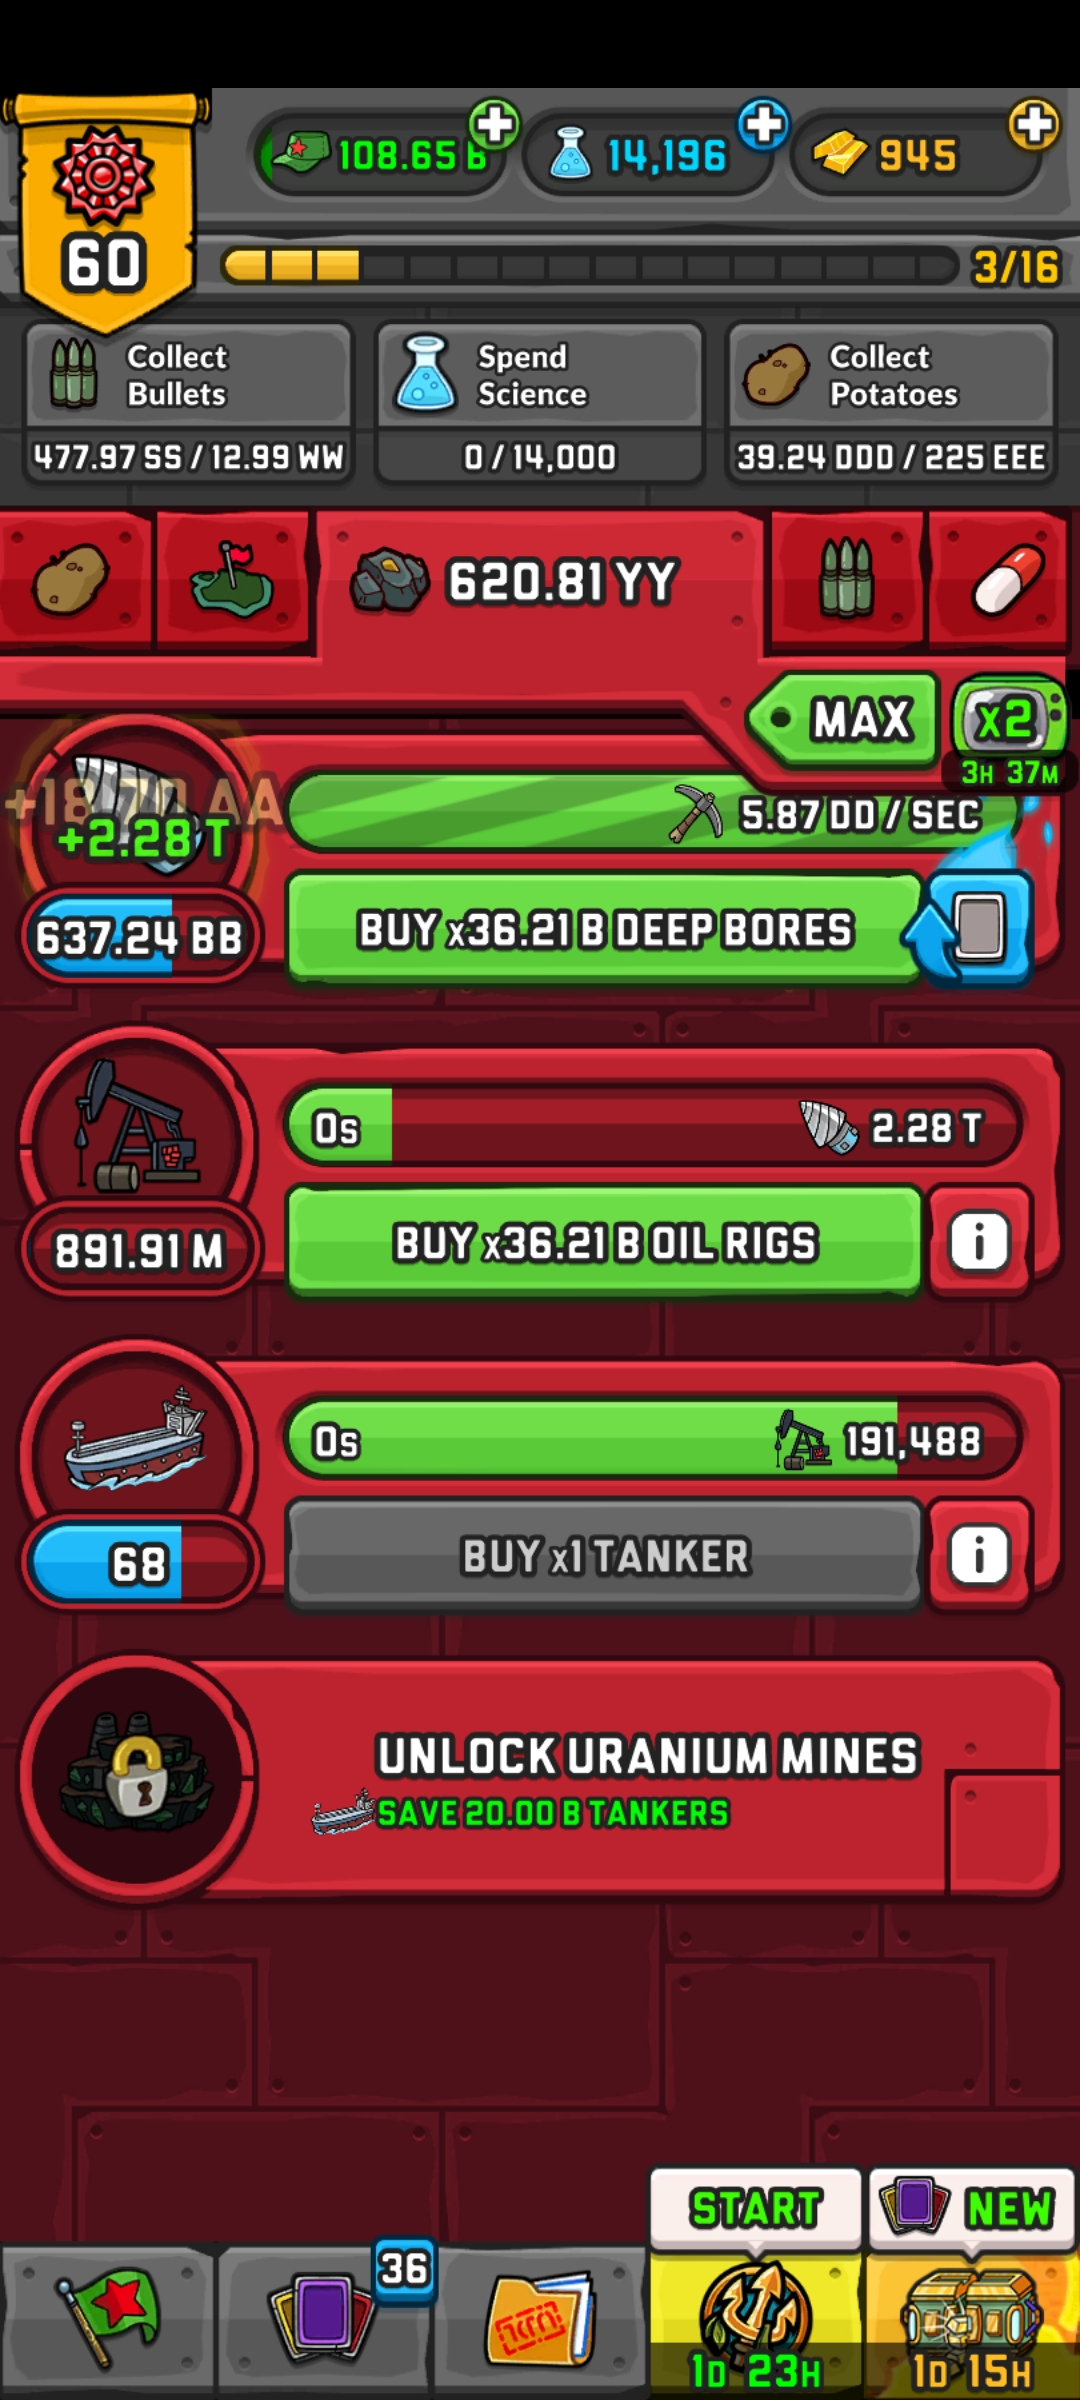 108.65 B
14,196
945
60
3/16
Collect
Bullets
477.97 SS / 12.99 WW
Spend
Science
0 / 14,000
Collect
Potatoes
39.24 DDD / 225 EEE
620.81 YY
MAX
x2
3H 37M
+18.70 AA
+2.28 T
5.87 DD / SEC
637.24 BB
BUY x36.21 B DEEP BORES
0s
2.28 T
891.91 M
BUY x36.21 B OIL RIGS
i
0s
191,488
68
BUY x1 TANKER
i
UNLOCK URANIUM MINES
SAVE 20.00 B TANKERS
START
NEW
36
1D 23H
1D 15H